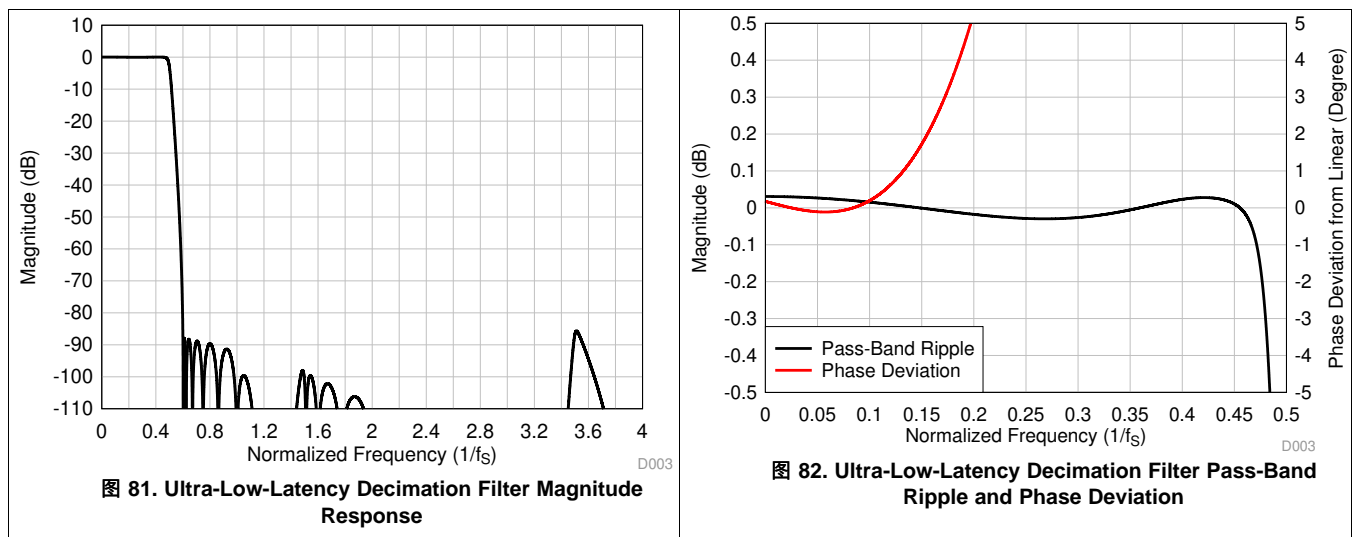 10
0
-10
-20
-30
-40
-50
-60
-70
-80
-90
-100
-110
Magnitude (dB)
0 0.4 0.8 1.2 1.6 2 2.4 2.8 3.2 3.6 4
Normalized Frequency (1/fS)
D003
图 81. Ultra-Low-Latency Decimation Filter Magnitude
Response
0.5
0.4
0.3
0.2
0.1
0
-0.1
-0.2
-0.3
-0.4
-0.5
Magnitude (dB)
5
4
3
2
1
0
-1
-2
-3
-4
-5
Phase Deviation from Linear (Degree)
Pass-Band Ripple
Phase Deviation
0 0.05 0.1 0.15 0.2 0.25 0.3 0.35 0.4 0.45 0.5
Normalized Frequency (1/fS)
D003
图 82. Ultra-Low-Latency Decimation Filter Pass-Band
Ripple and Phase Deviation